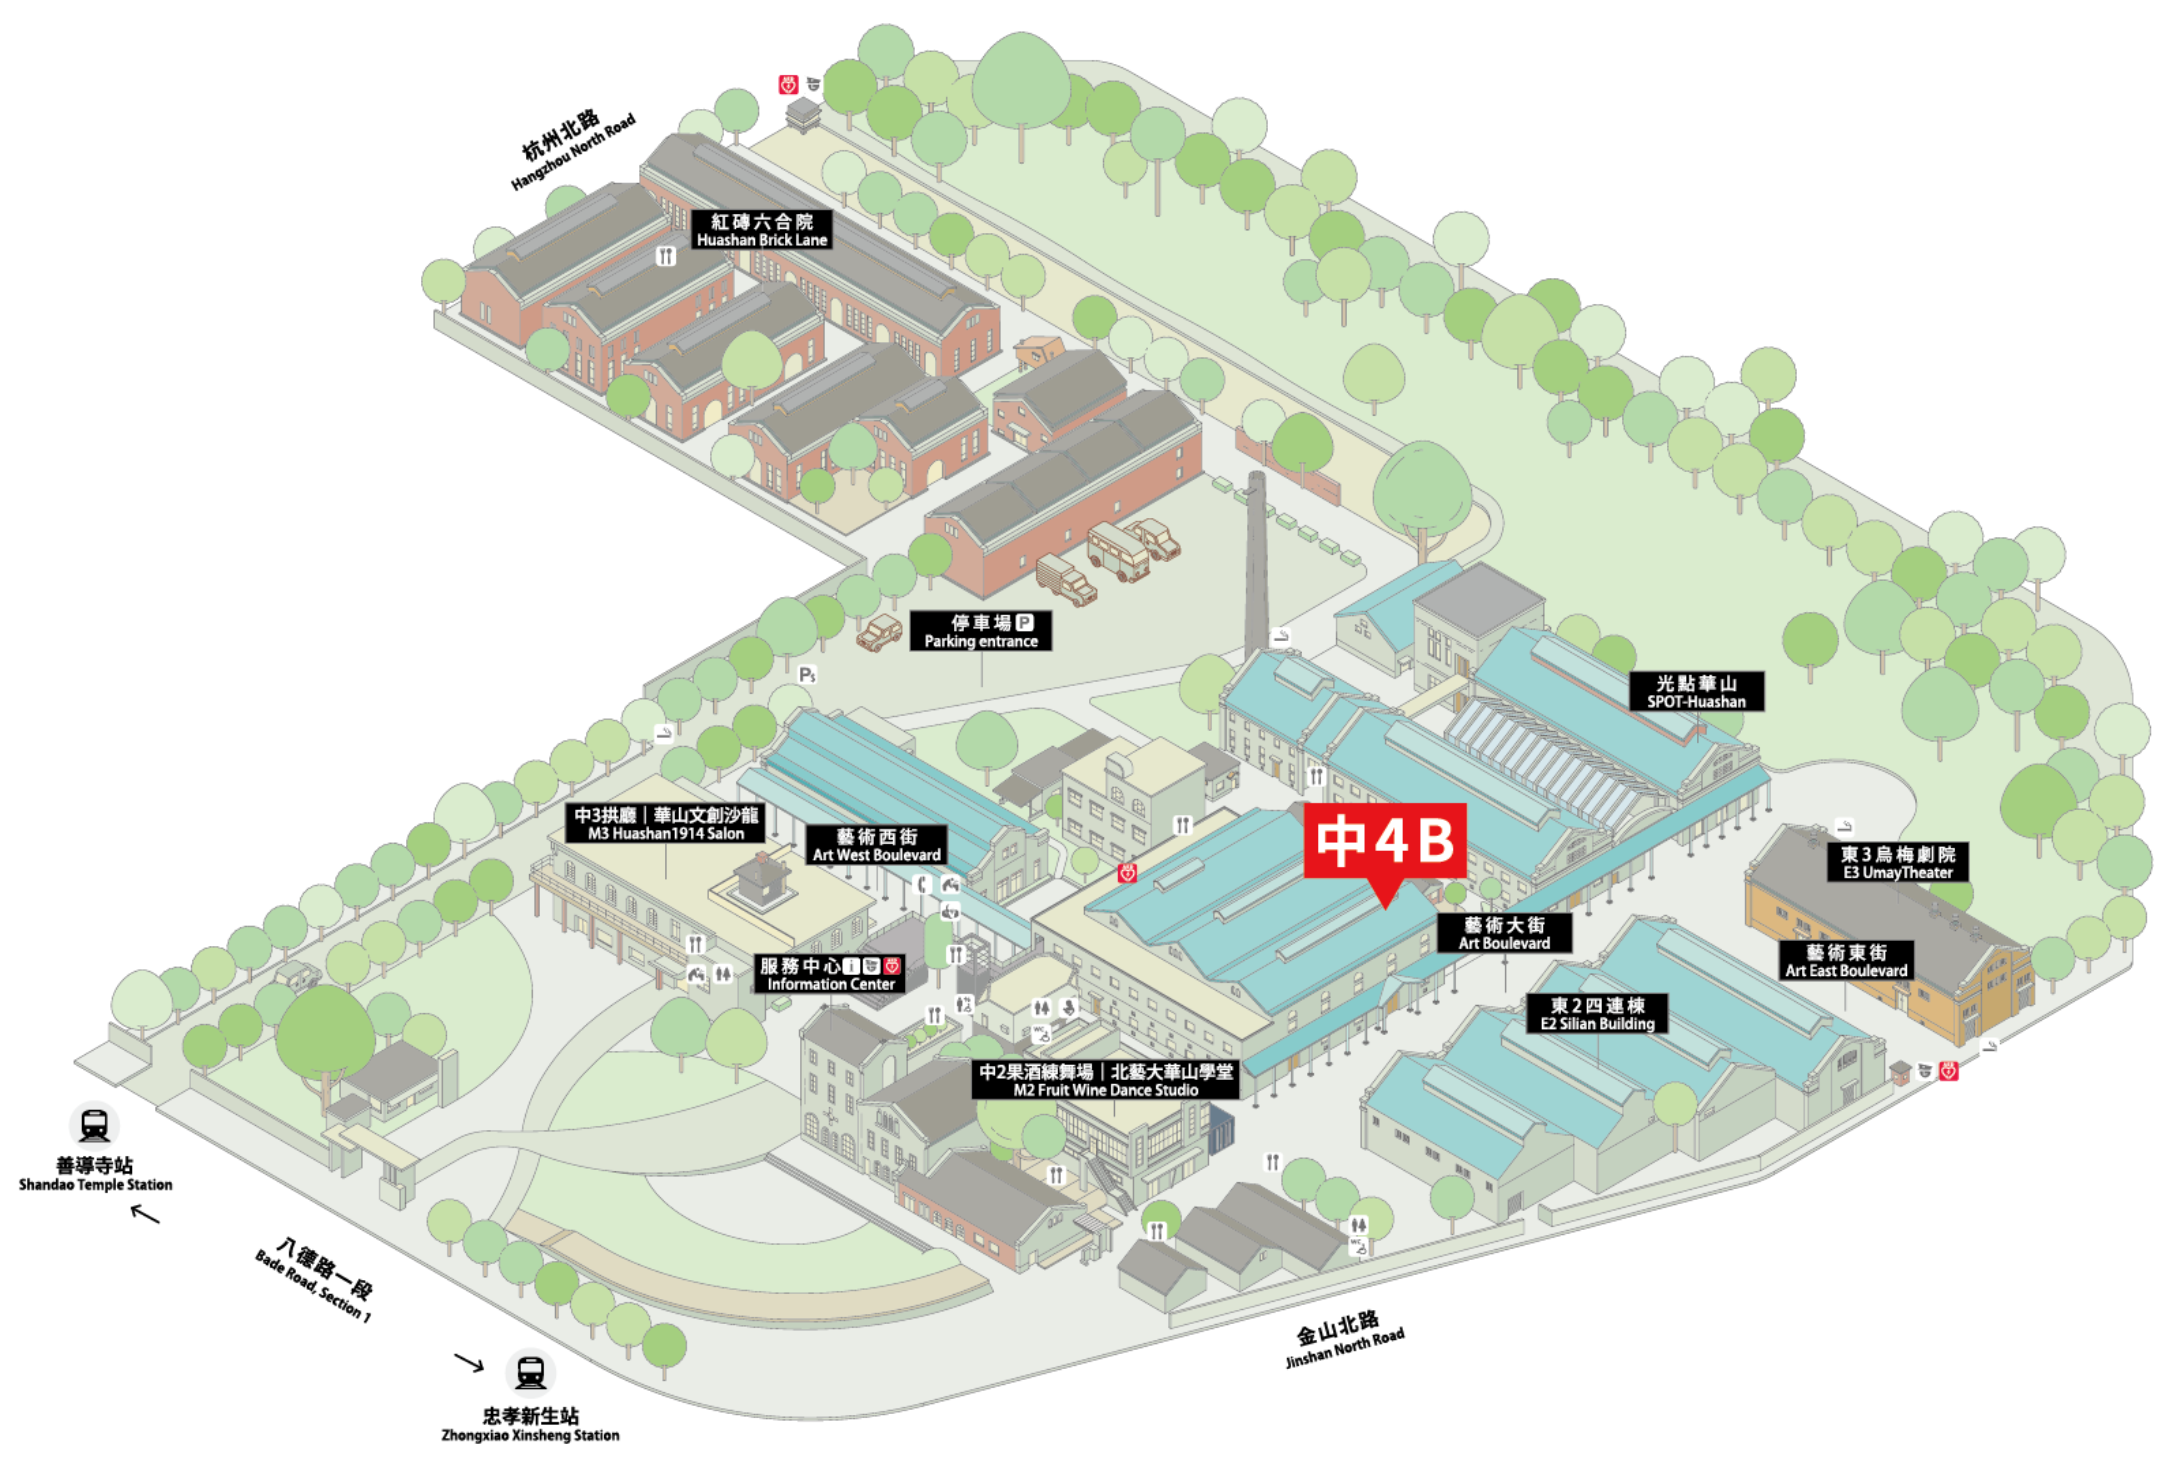 杭州北路
Hangzhou North Road
紅磚六合院
Huashan Brick Lane
停車場 P
Parking entrance
Ps
光點華山
SPOT-Huashan
中3拱廳｜華山文創沙龍
M3 Huashan1914 Salon
藝術西街
Art West Boulevard
中4B
東3烏梅劇院
E3 UmayTheater
藝術大街
Art Boulevard
藝術東街
Art East Boulevard
服務中心 i
Information Center
東2四連棟
E2 Silian Building
WC
中2果酒練舞場｜北藝大華山學堂
M2 Fruit Wine Dance Studio
善導寺站
Shandao Temple Station
WC
八德路一段
Bade Road, Section 1
金山北路
Jinshan North Road
忠孝新生站
Zhongxiao Xinsheng Station